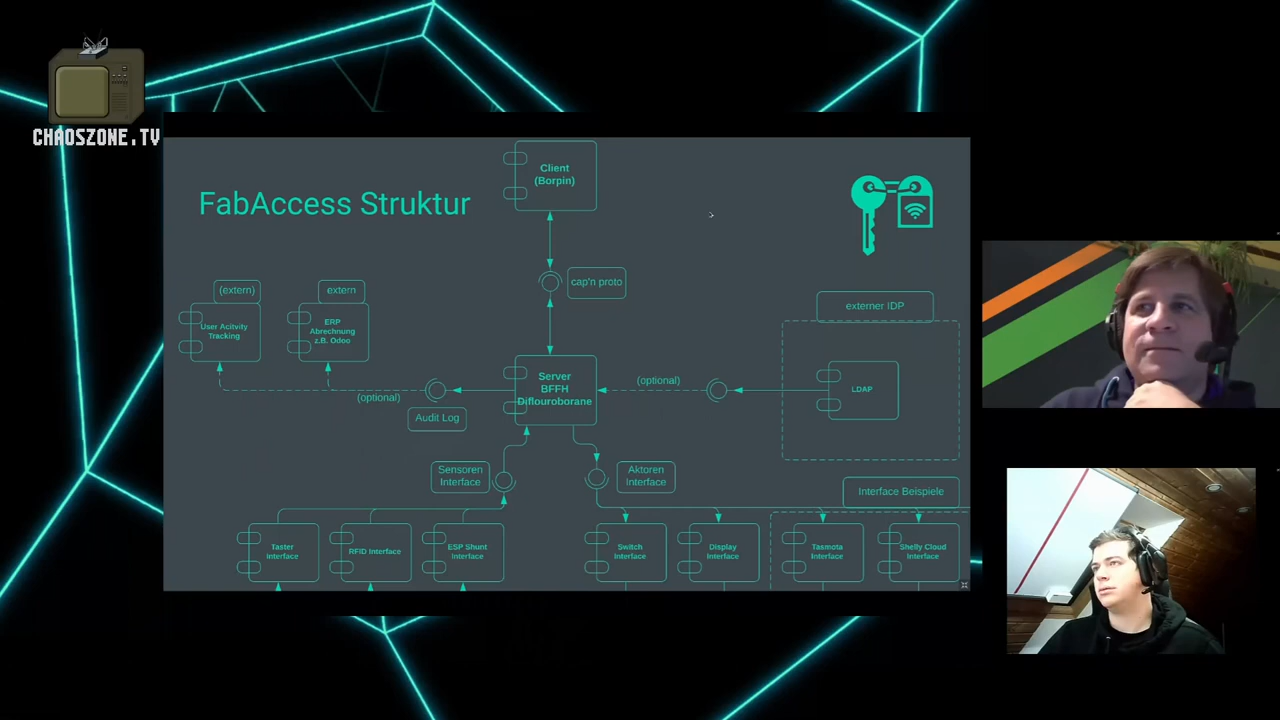 CHAOSZONE.TV
FabAccess Struktur
Client
(Borpin)
cap'n proto
(extern)
extern
User Acitvity
Tracking
ERP
Abrechnung
z.B. Odoo
externer IDP
LDAP
Server
BFFH
Diflouroborane
(optional)
(optional)
Audit Log
Sensoren
Interface
Aktoren
Interface
Interface Beispiele
Taster
Interface
RFID Interface
ESP Shunt
Interface
Switch
Interface
Display
Interface
Tasmota
Interface
Shelly Cloud
Interface